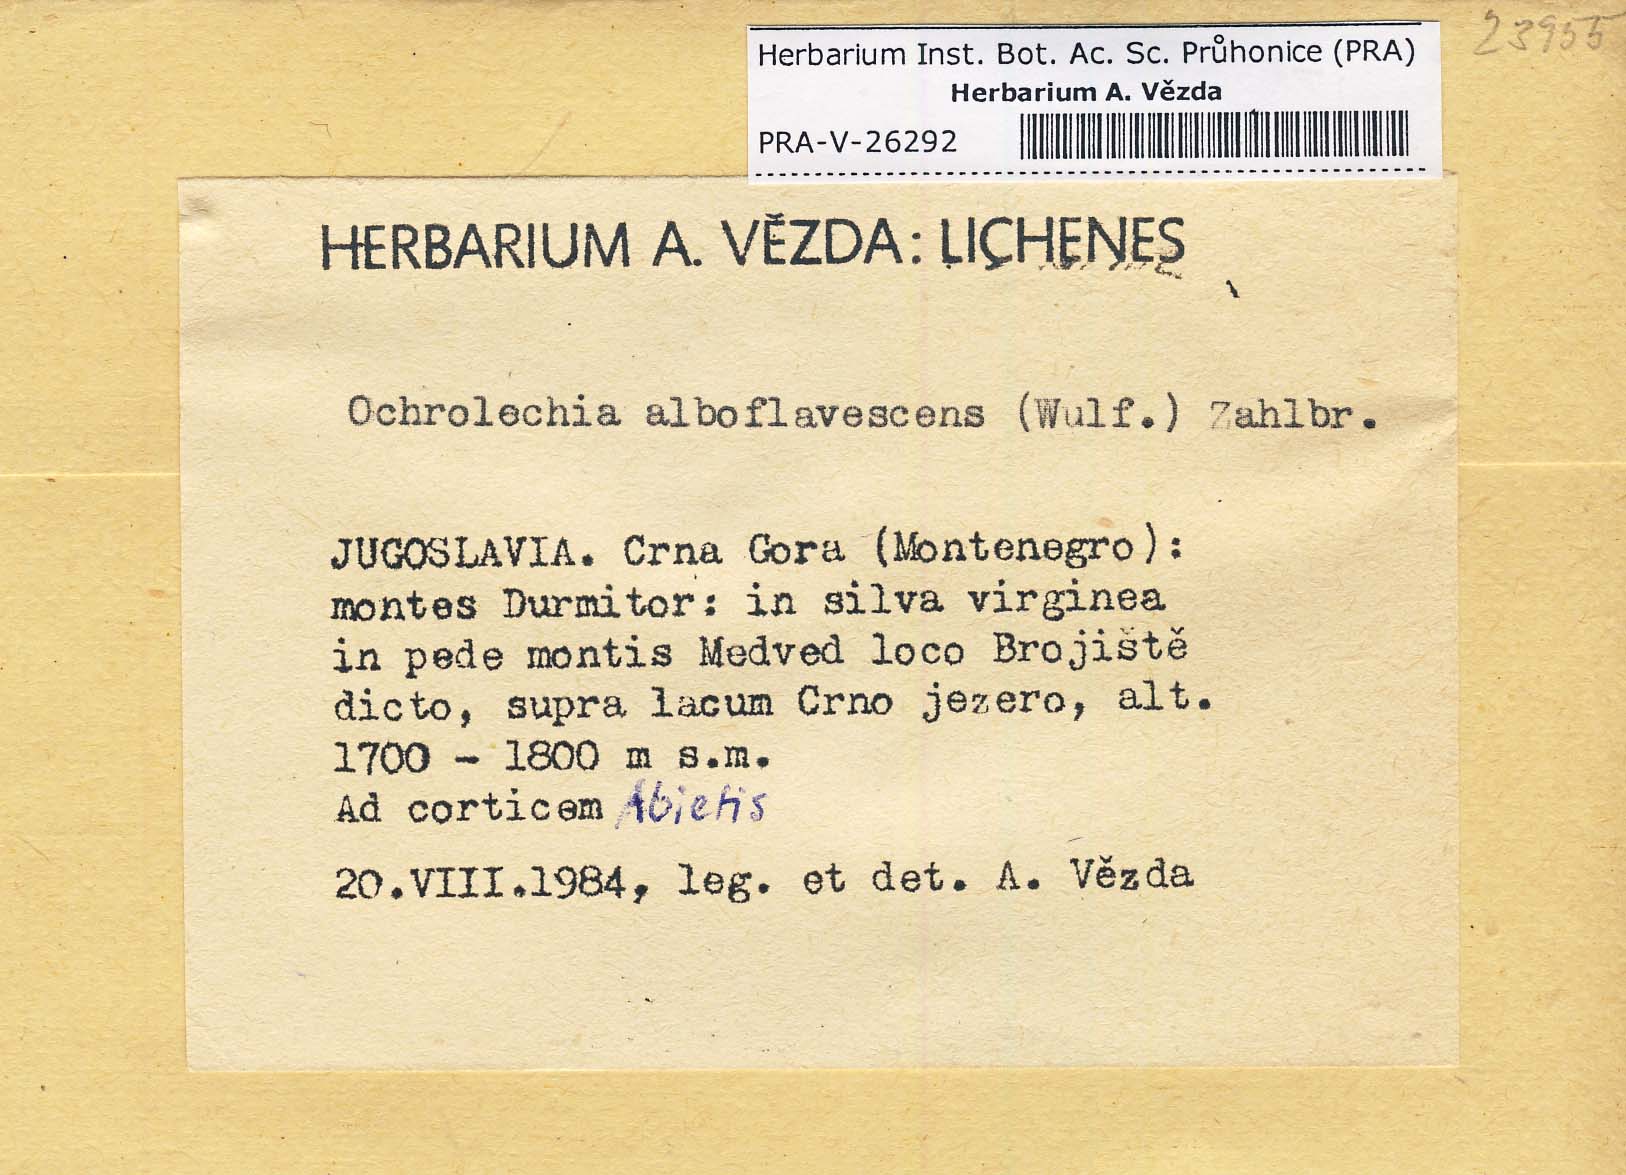 23955
Herbarium Inst. Bot. Ac. Sc. Průhonice (PRA)
Herbarium A. Vězda
PRA-V-26292
HERBARIUM A. VĚZDA: LICHENES
Ochrolechia alboflavescens (Wulf.) Zahlbr.
JUGOSLAVIA. Crna Gora (Montenegro):
montes Durmitor: in silva virginea
in pede montis Medved loco Brojiště
dicto, supra lacum Crno jezero, alt.
1700 - 1800 m s.m.
Ad corticem Abietis
20.VIII.1984, leg. et det. A. Vězda